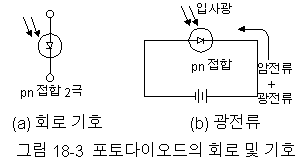 입사광
pn 접합
암전류
+
광전류
pn 접합 2극
(a) 회로 기호
(b) 광전류
그림 18-3 포토다이오드의 회로 및 기호